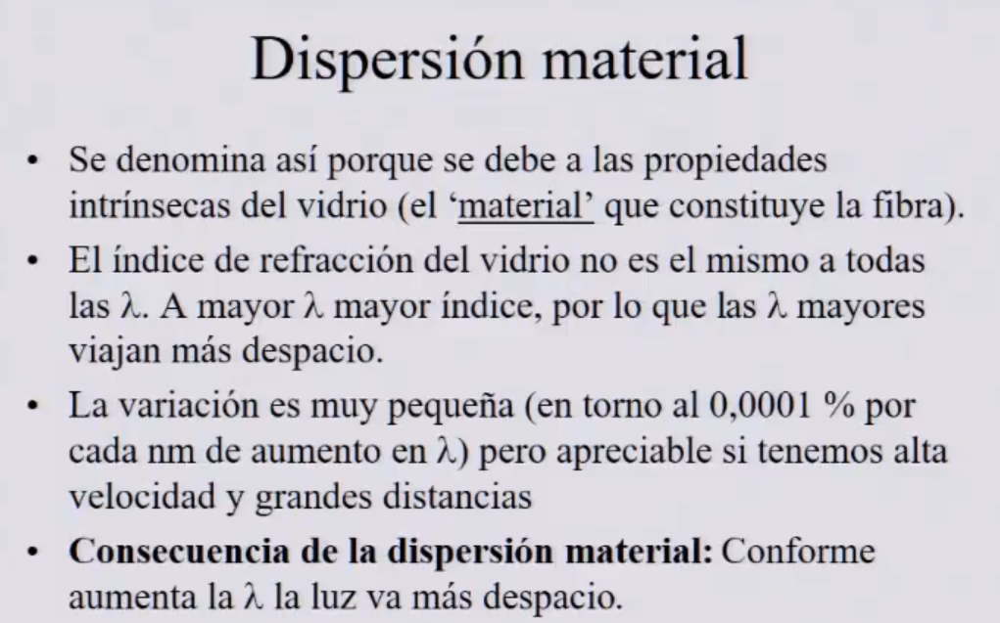 Dispersión material
• Se denomina así porque se debe a las propiedades
intrínsecas del vidrio (el ‘material’ que constituye la fibra).
• El índice de refracción del vidrio no es el mismo a todas
las λ. A mayor λ mayor índice, por lo que las λ mayores
viajan más despacio.
• La variación es muy pequeña (en torno al 0,0001 % por
cada nm de aumento en λ) pero apreciable si tenemos alta
velocidad y grandes distancias
• Consecuencia de la dispersión material: Conforme
aumenta la λ la luz va más despacio.